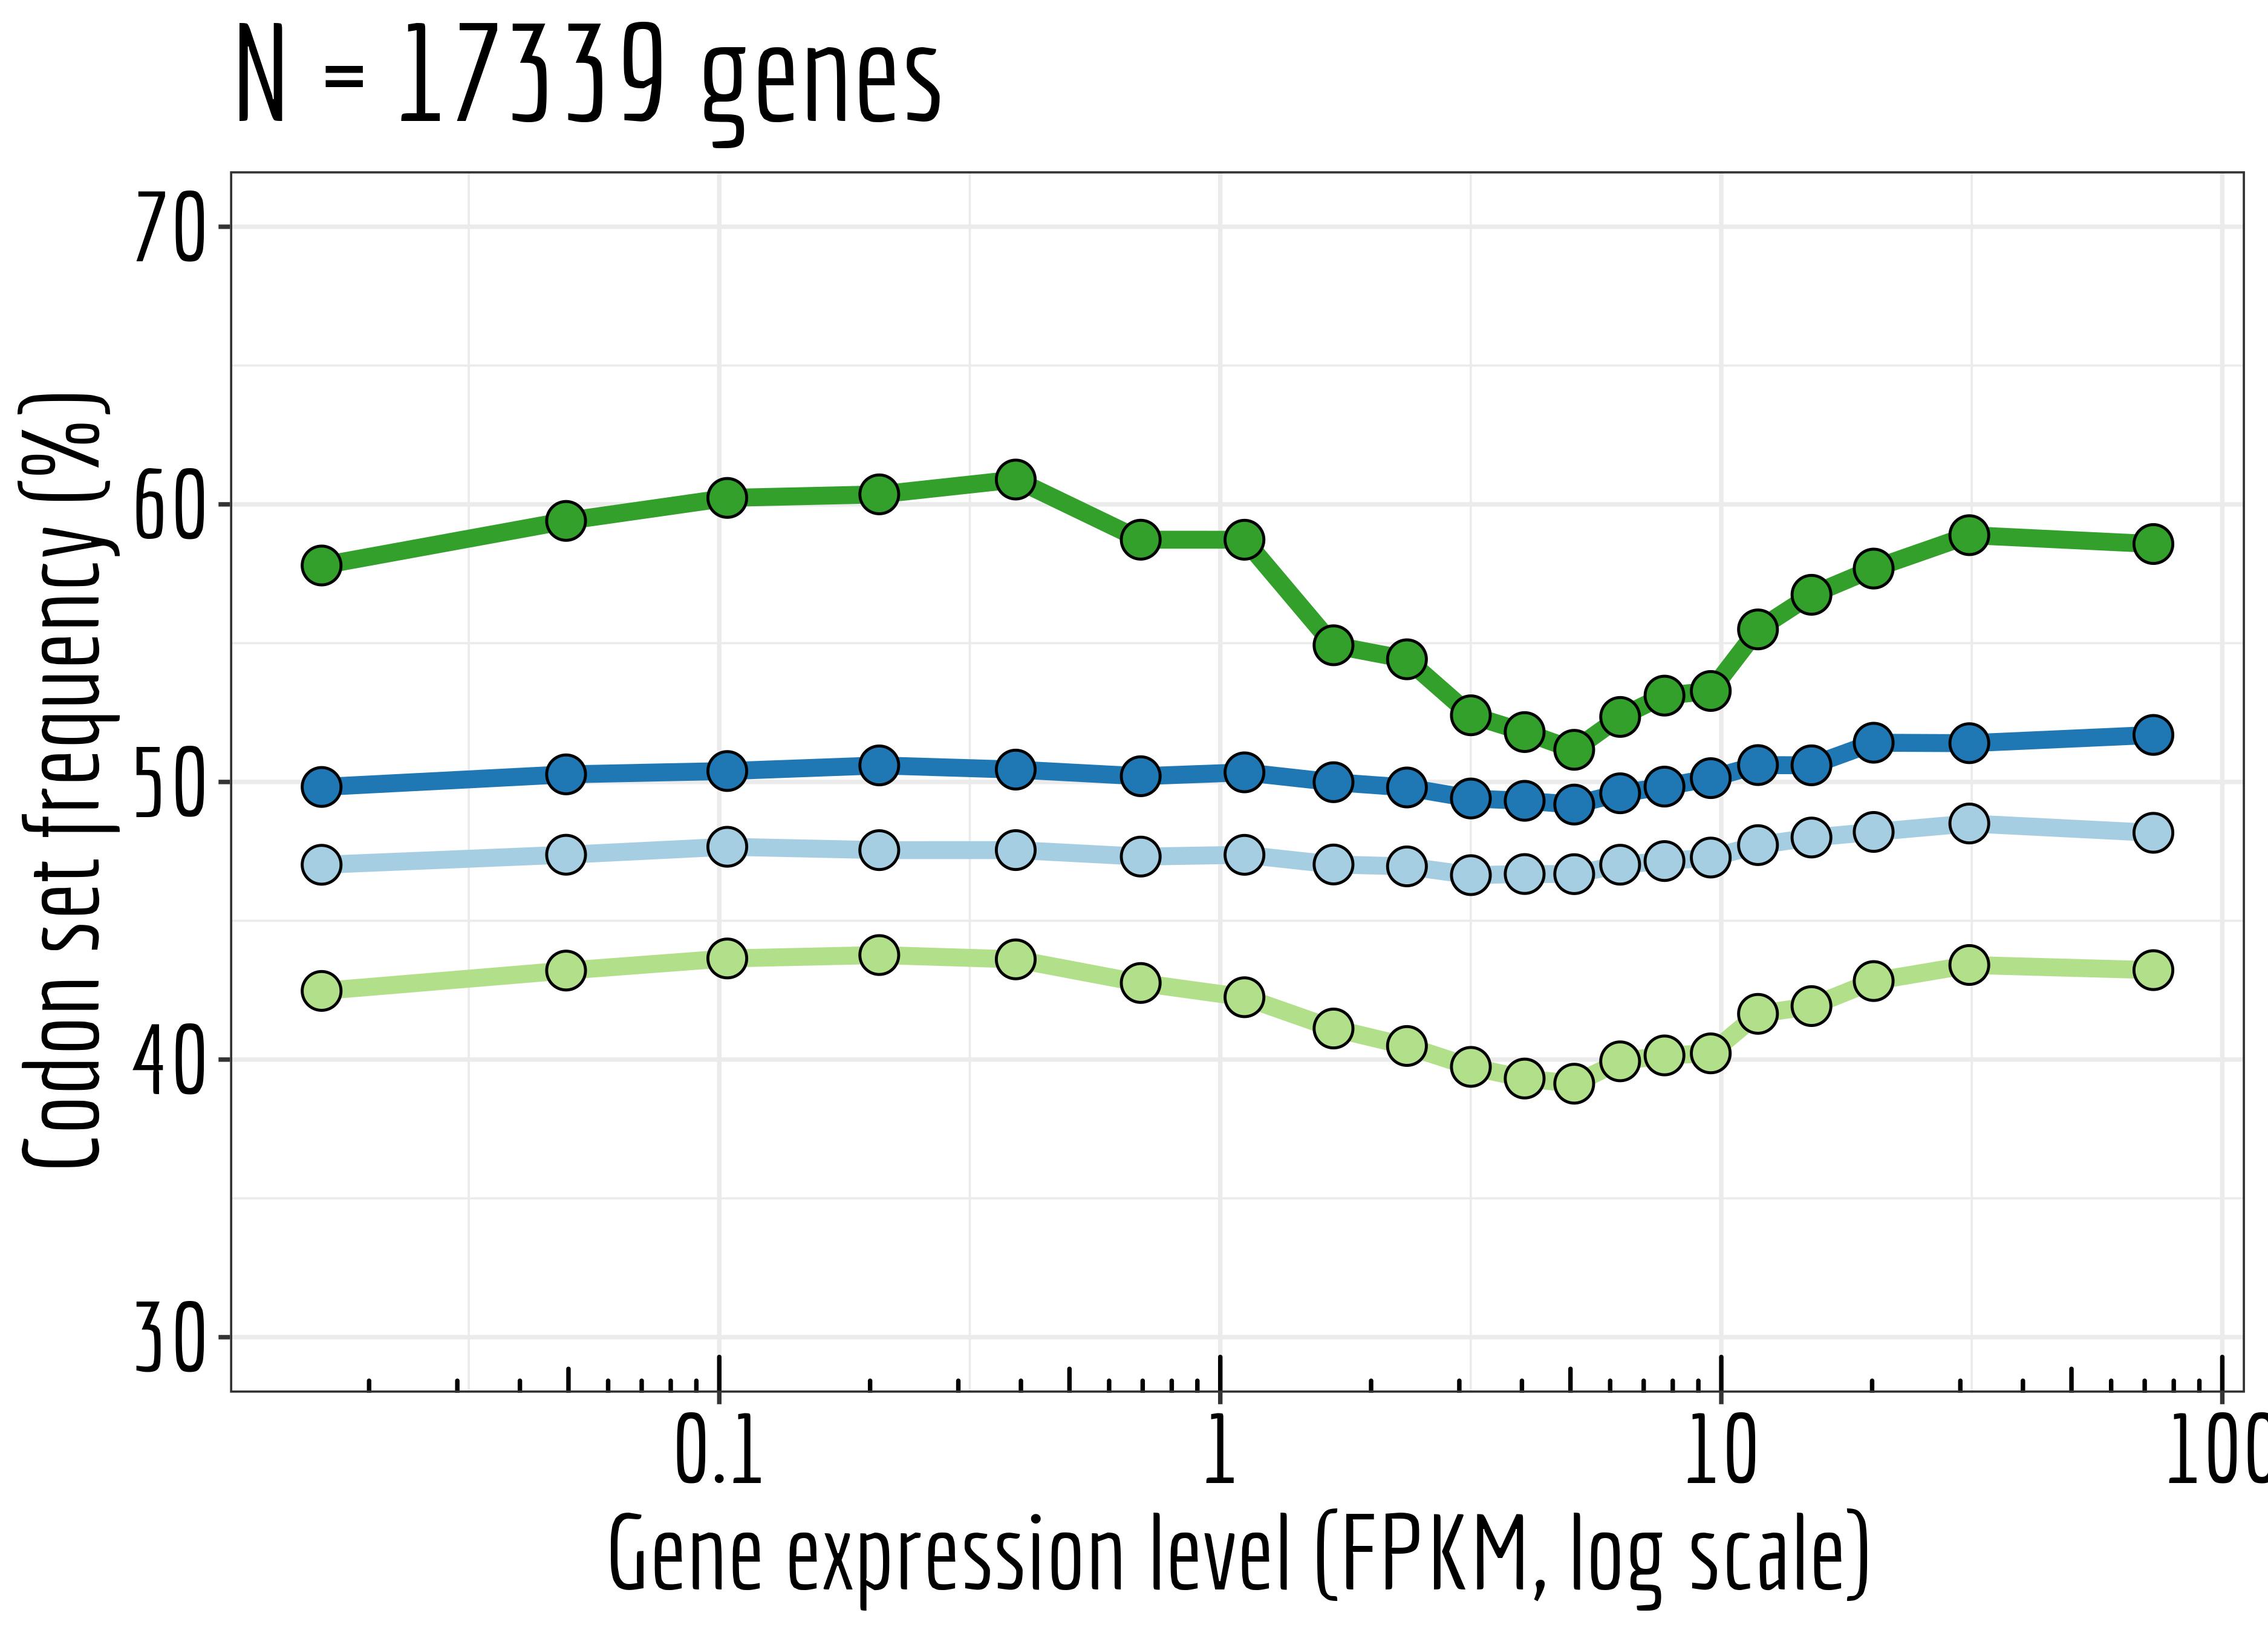 N = 17339 genes
Codon set frequency (%)
70
60
50
40
30
0.1 1 10 100
Gene expression level (FPKM, log scale)